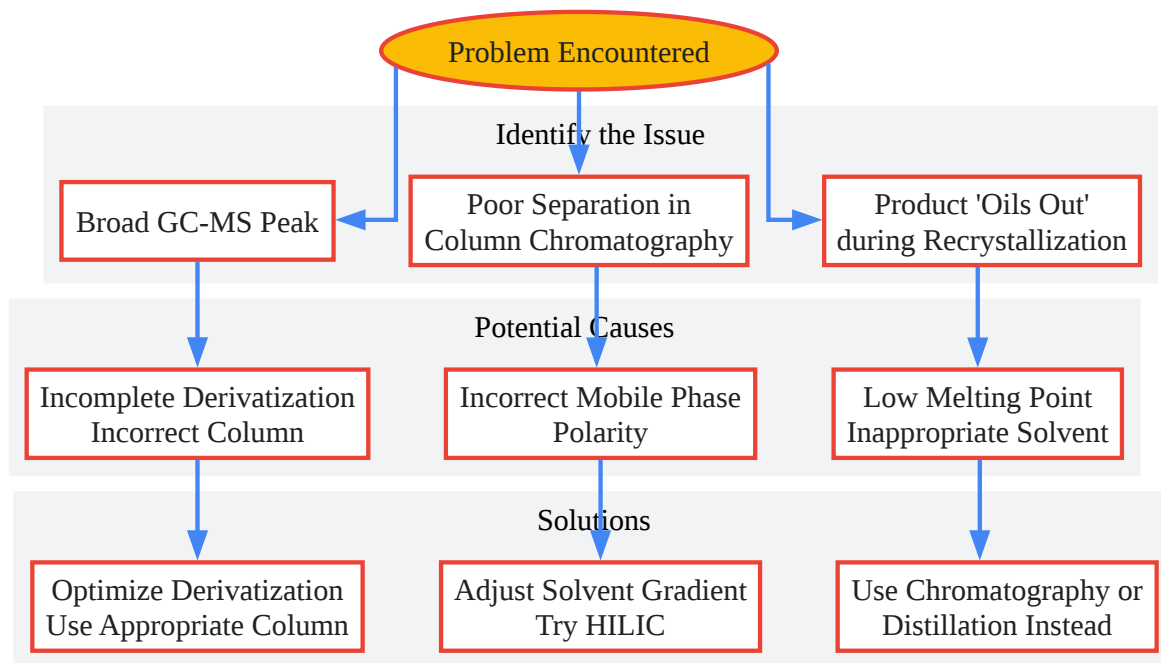 Problem Encountered
Identify the Issue
Broad GC-MS Peak
Poor Separation in
Column Chromatography
Product 'Oils Out'
during Recrystallization
Potential Causes
Incomplete Derivatization
Incorrect Column
Incorrect Mobile Phase
Polarity
Low Melting Point
Inappropriate Solvent
Solutions
Optimize Derivatization
Use Appropriate Column
Adjust Solvent Gradient
Try HILIC
Use Chromatography or
Distillation Instead